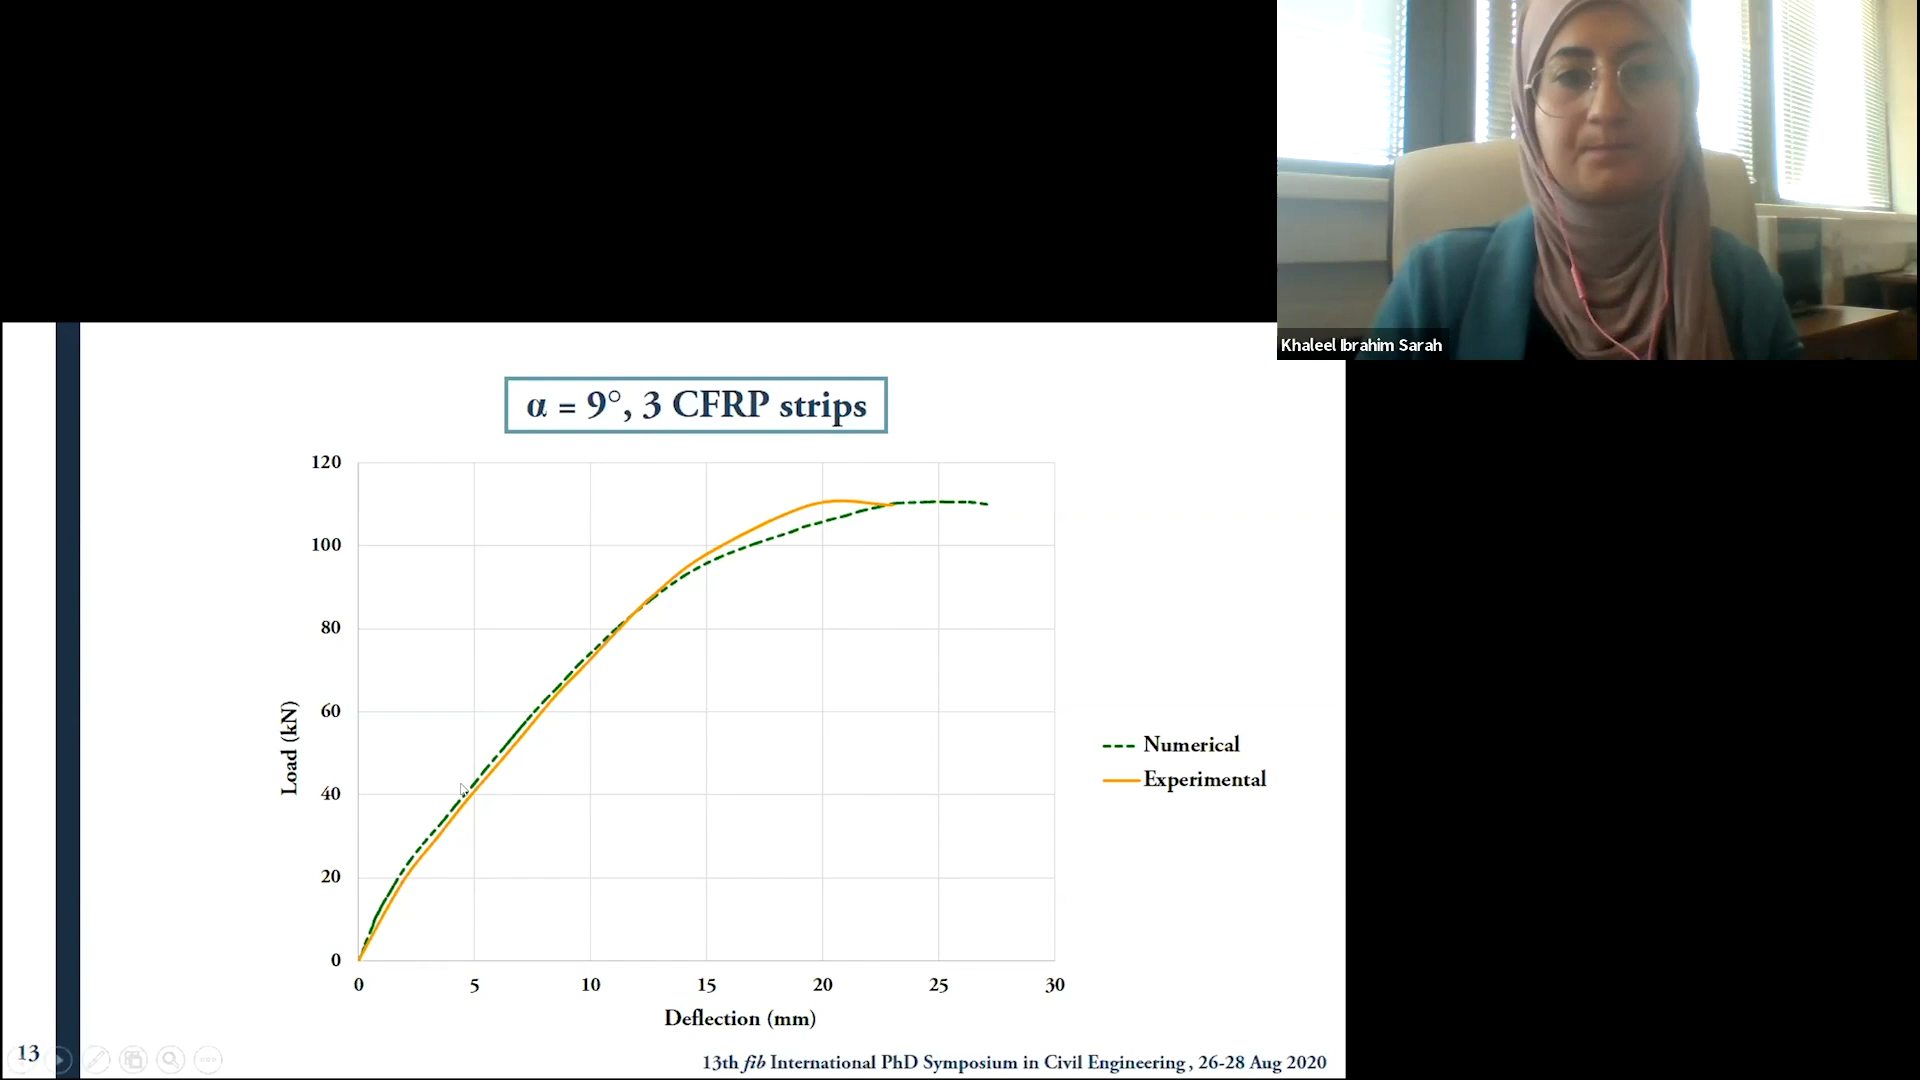 Khaleel Ibrahim Sarah
α = 9°, 3 CFRP strips
120
100
80
60
40
20
0
Load (kN)
0 5 10 15 20 25 30
Deflection (mm)
Numerical
Experimental
13
13th fib International PhD Symposium in Civil Engineering , 26-28 Aug 2020